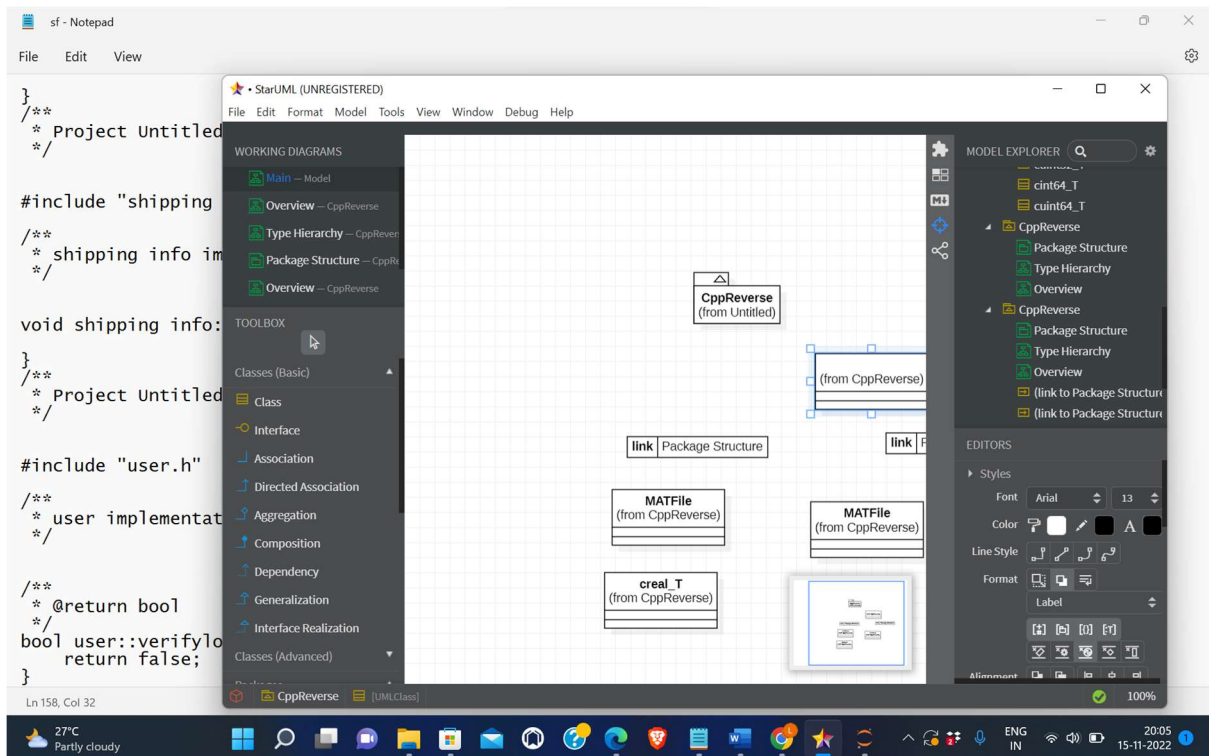 sf - Notepad
File Edit View
}
/**
* Project Untitled
*/
#include "shipping
/**
* shipping info im
*/
void shipping info:
}
/**
* Project Untitled
*/
#include "user.h"
/**
* user implementat
*/
/**
* @return bool
*/
bool user::verifylo
return false;
}
Ln 158, Col 32
• StarUML (UNREGISTERED)
File Edit Format Model Tools View Window Debug Help
WORKING DIAGRAMS
Main — Model
Overview — CppReverse
Type Hierarchy — CppRever
Package Structure — CppRe
Overview — CppReverse
TOOLBOX
Classes (Basic)
Class
Interface
Association
Directed Association
Aggregation
Composition
Dependency
Generalization
Interface Realization
Classes (Advanced)
CppReverse
(from Untitled)
(from CppReverse)
link Package Structure
link P
MATFile
(from CppReverse)
MATFile
(from CppReverse)
creal_T
(from CppReverse)
MODEL EXPLORER
cint64_T
cuint64_T
CppReverse
Package Structure
Type Hierarchy
Overview
CppReverse
Package Structure
Type Hierarchy
Overview
(link to Package Structure
(link to Package Structure
EDITORS
Styles
Font Arial 13
Color A
Line Style
Format
Label
Alignment
CppReverse [UMLClass]
100%
27°C
Partly cloudy
ENG
IN
20:05
15-11-2022
1